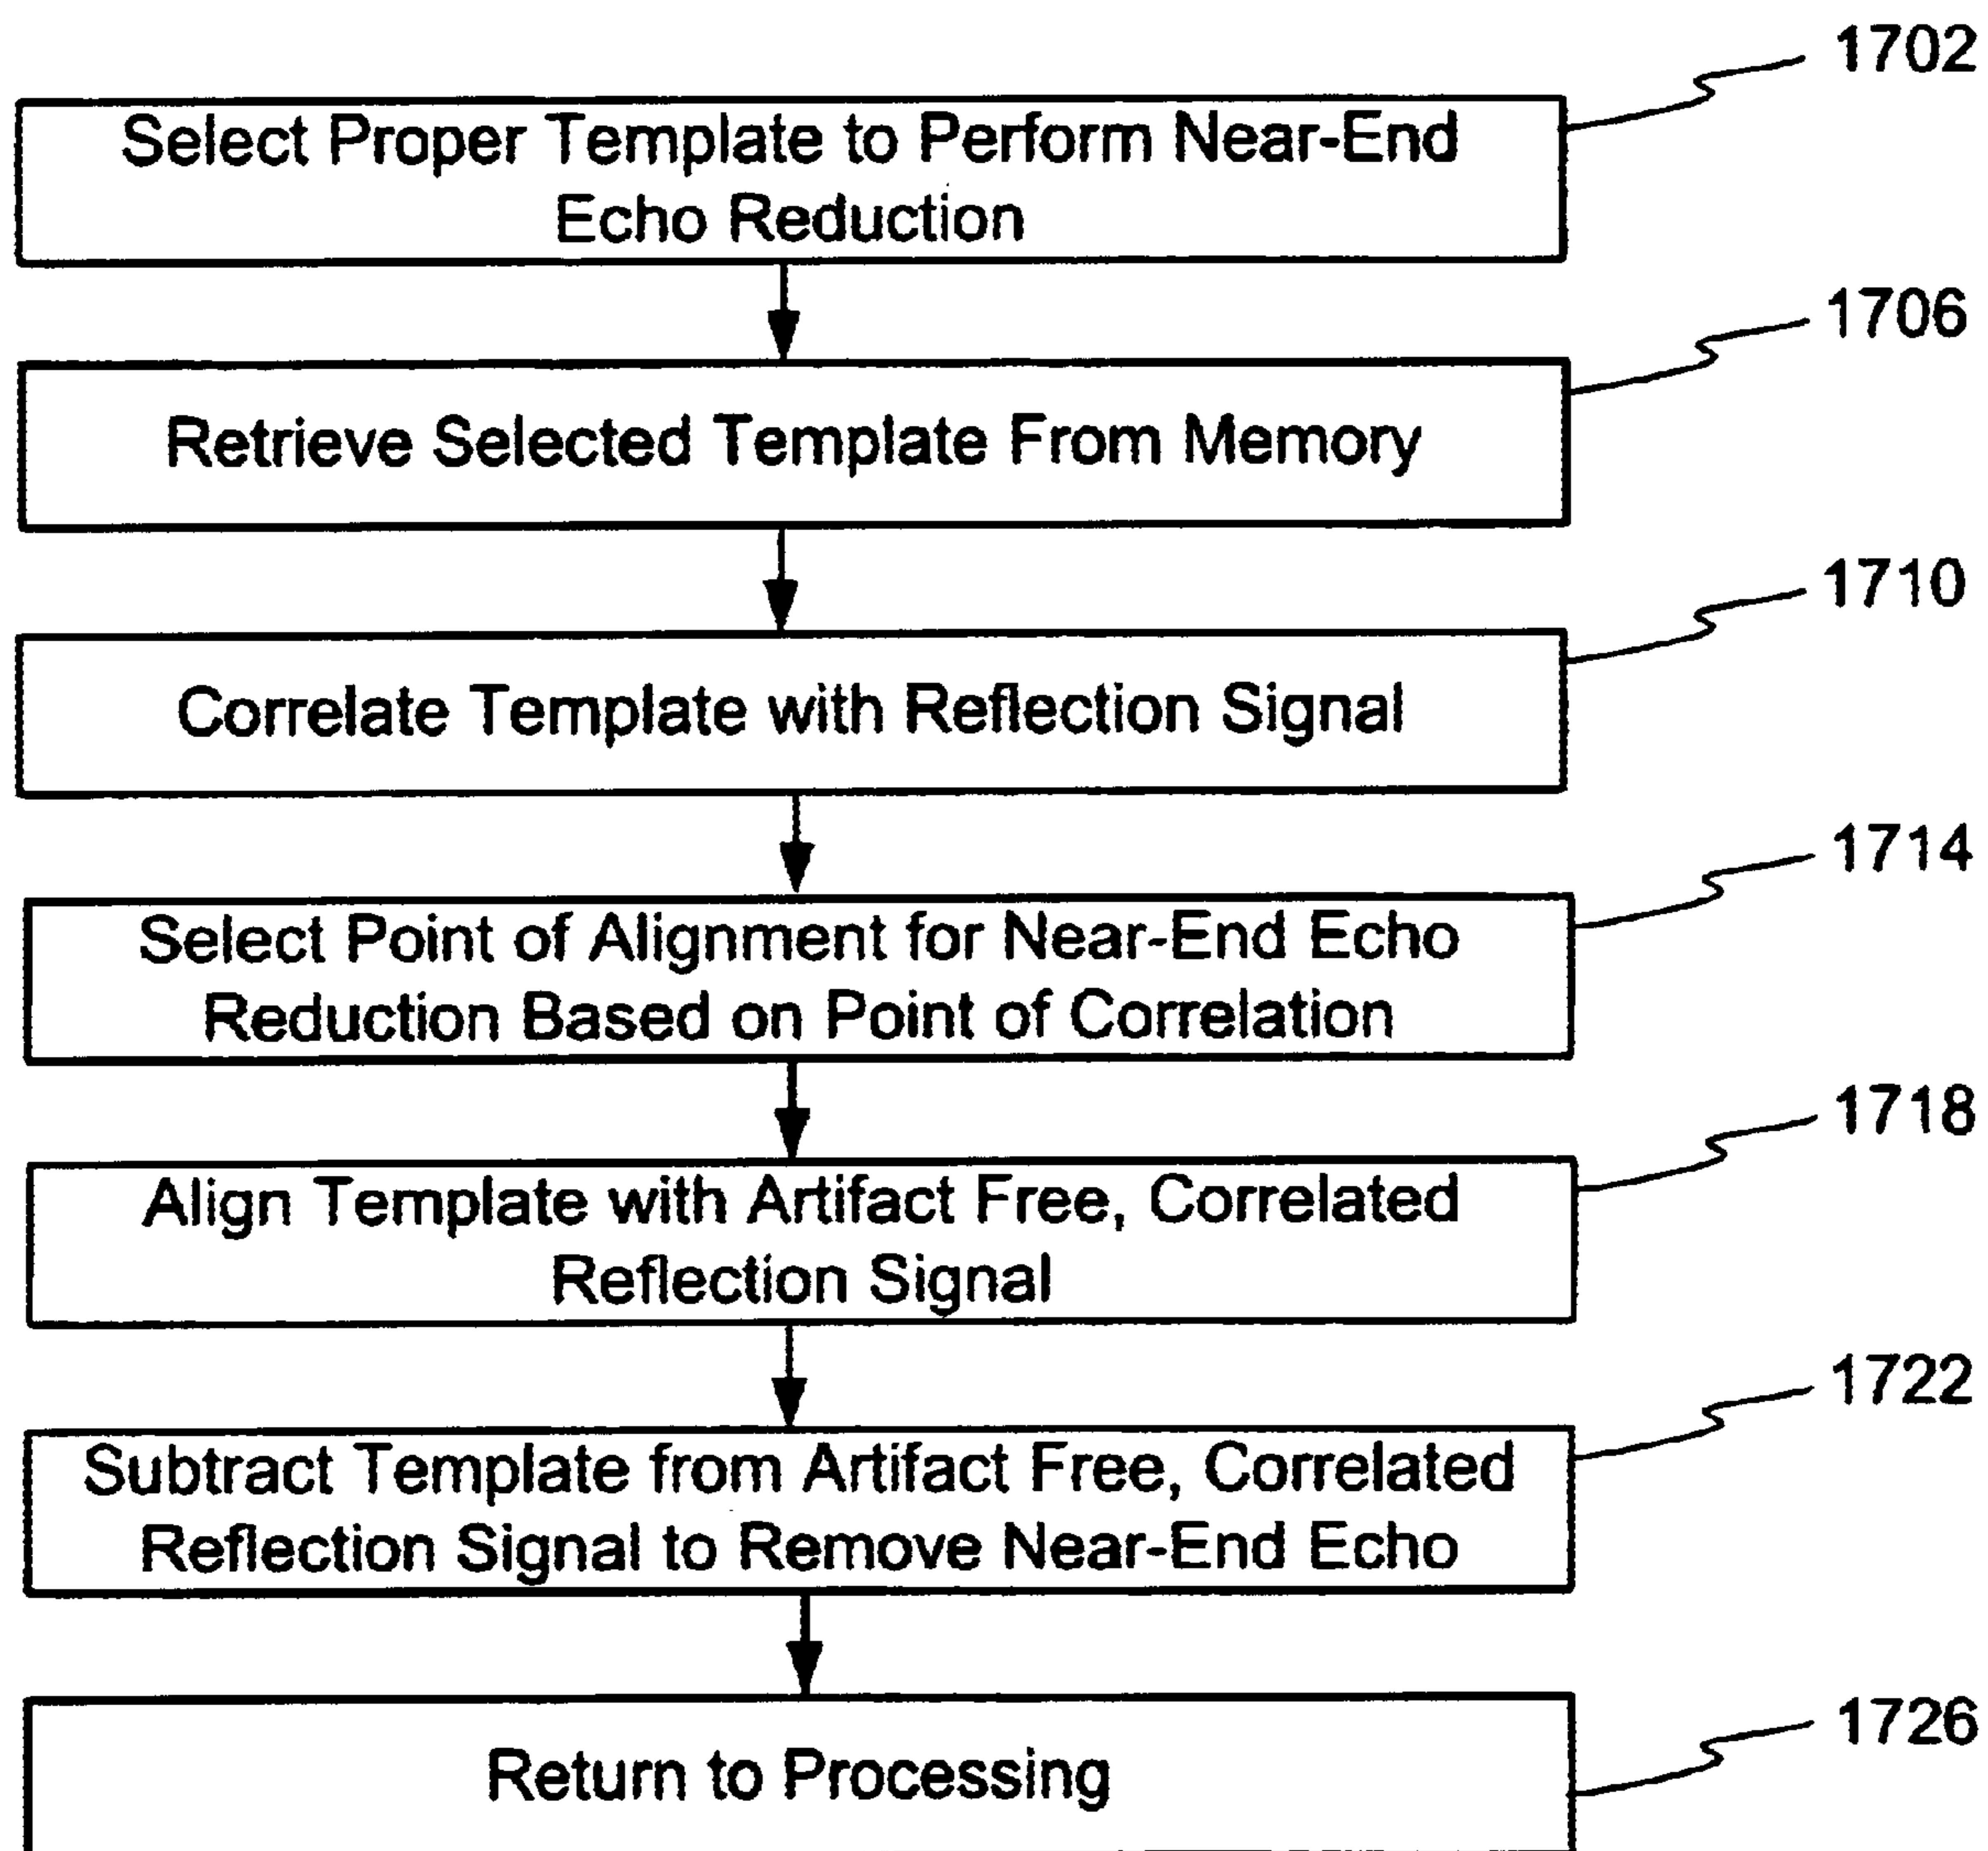 1702
Select Proper Template to Perform Near-End
Echo Reduction
1706
Retrieve Selected Template From Memory
1710
Correlate Template with Reflection Signal
1714
Select Point of Alignment for Near-End Echo
Reduction Based on Point of Correlation
1718
Align Template with Artifact Free, Correlated
Reflection Signal
1722
Subtract Template from Artifact Free, Correlated
Reflection Signal to Remove Near-End Echo
1726
Return to Processing